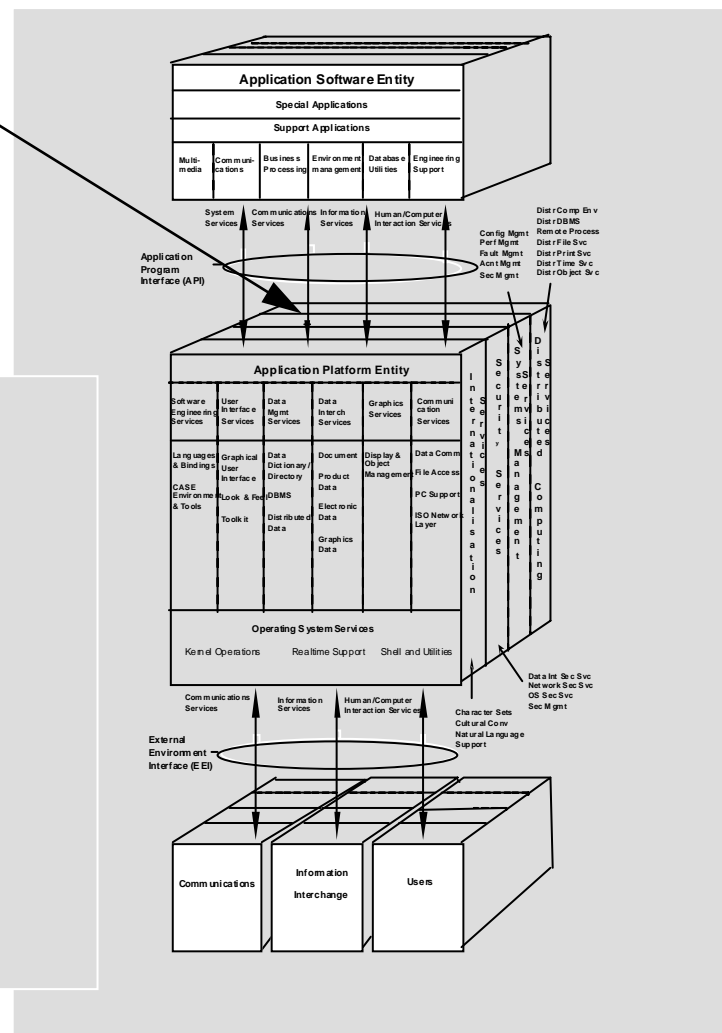 Application Software Entity
Special Applications
Support Applications
Multi-
media
Communi-
cations
Business
Processing
Environment
management
Database
Utilities
Engineering
Support
System
Services
Communications
Services
Information
Services
Human/Computer
Interaction Services
Application
Program
Interface (API)
Config Mgmt
Perf Mgmt
Fault Mgmt
Acnt Mgmt
Sec Mgmt
Distr Comp Env
Distr DBMS
Remote Process
Distr File Svc
Distr Print Svc
Distr Time Svc
Distr Object Svc
Application Platform Entity
Software
Engineering
Services
User
Interface
Services
Data
Mgmt
Services
Data
Interch
Services
Graphics
Services
Communi
cation
Services
Languages
& Bindings
CASE
Environment
& Tools
Graphical
User
Interface
Look & Feel
Toolkit
Data
Dictionary/
Directory
DBMS
Distributed
Data
Document
Product
Data
Electronic
Data
Graphics
Data
Display &
Object
Management
Data Comm
File Access
PC Support
ISO Network
Layer
Internationalisation
Services
Security Services
Systems Management
Services
Distributed Computing
Services
Operating System Services
Kernel Operations
Realtime Support
Shell and Utilities
Communications
Services
Information
Services
Human/Computer
Interaction Services
Character Sets
Cultural Conv
Natural Language
Support
Data Int Sec Svc
Network Sec Svc
OS Sec Svc
Sec Mgmt
External
Environment
Interface (EEI)
Communications
Information
Interchange
Users